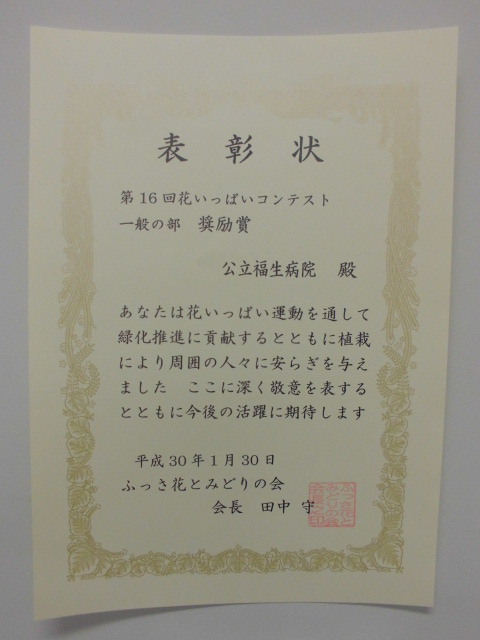 表彰状
第16回花いっぱいコンテスト
一般の部 奨励賞
公立福生病院 殿
あなたは花いっぱい運動を通して
緑化推進に貢献するとともに植栽
により周囲の人々に安らぎを与え
ました ここに深く敬意を表する
とともに今後の活躍に期待します
平成30年1月30日
ふっさ花とみどりの会
会長 田中 守